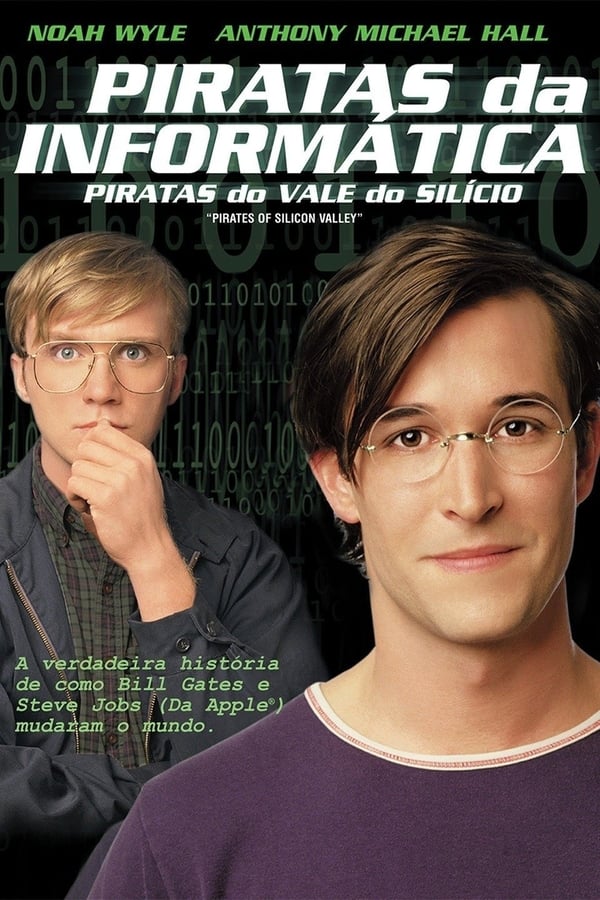 NOAH WYLE ANTHONY MICHAEL HALL
PIRATAS da
INFORMÁTICA
PIRATAS do VALE do SILÍCIO
“PIRATES OF SILICON VALLEY”
A verdadeira história
de como Bill Gates e
Steve Jobs (Da Apple®)
mudaram o mundo.